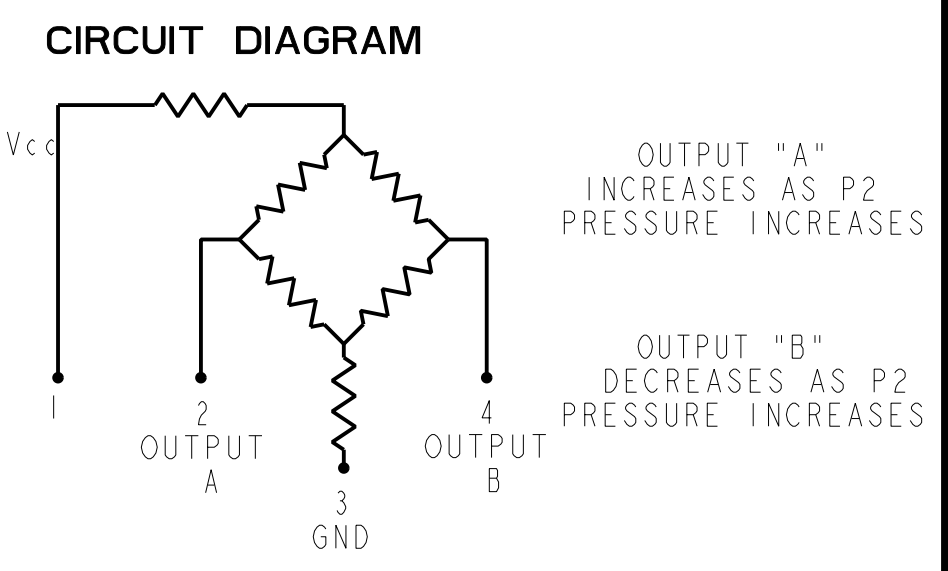 CIRCUIT DIAGRAM
Vcc
OUTPUT "A"
INCREASES AS P2
PRESSURE INCREASES
OUTPUT "B"
DECREASES AS P2
PRESSURE INCREASES
1
2
OUTPUT
A
4
OUTPUT
B
3
GND